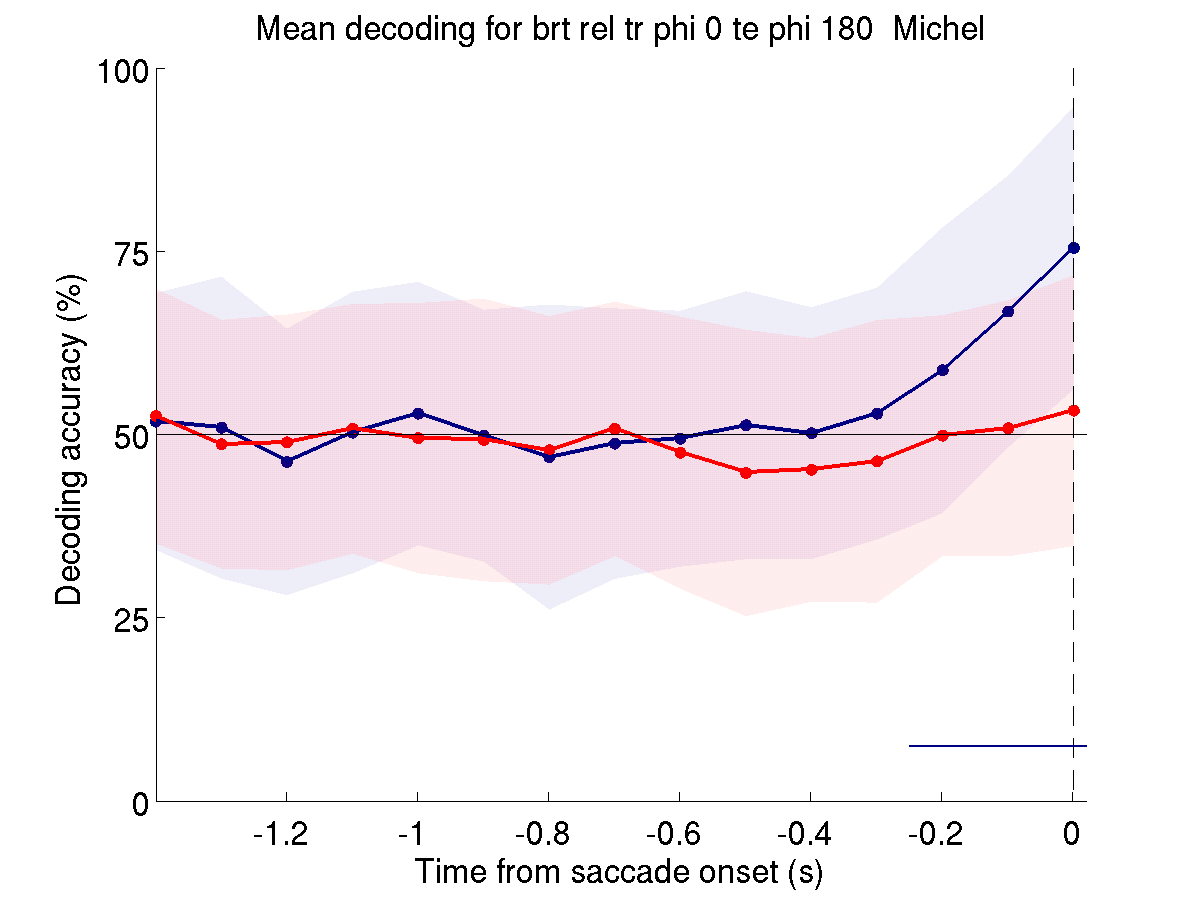 Mean decoding for brt rel tr phi 0 te phi 180  Michel
100
75
50
25
0
Decoding accuracy (%)
-1.2 -1 -0.8 -0.6 -0.4 -0.2 0
Time from saccade onset (s)